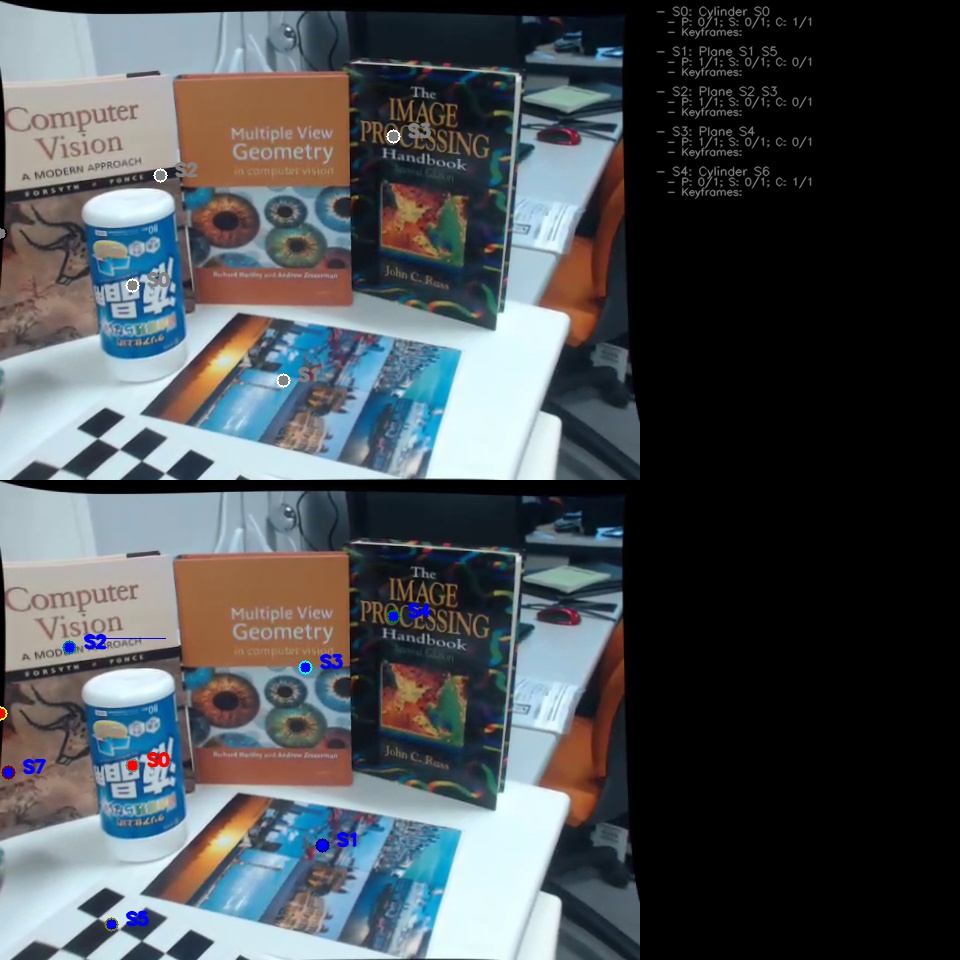 — S0: Cylinder S0
— P: 0/1; S: 0/1; C: 1/1
— Keyframes:
— S1: Plane S1 S5
— P: 1/1; S: 0/1; C: 0/1
— Keyframes:
— S2: Plane S2 S3
— P: 1/1; S: 0/1; C: 0/1
— Keyframes:
— S3: Plane S4
— P: 1/1; S: 0/1; C: 0/1
— Keyframes:
— S4: Cylinder S6
— P: 0/1; S: 0/1; C: 1/1
— Keyframes:
Computer
Vision
A MODERN APPROACH
FORSYTH PONCE
Multiple View
Geometry
in computer vision
Richard Hartley and Andrew Zisserman
The
IMAGE
PROCESSING
Handbook
Second Edition
John C. Russ
S3
S2
S0
S1
Computer
Vision
A MODERN APPROACH
FORSYTH PONCE
Multiple View
Geometry
in computer vision
Richard Hartley and Andrew Zisserman
The
IMAGE
PROCESSING
Handbook
Second Edition
John C. Russ
S4
S2
S3
S7
S0
S1
S5